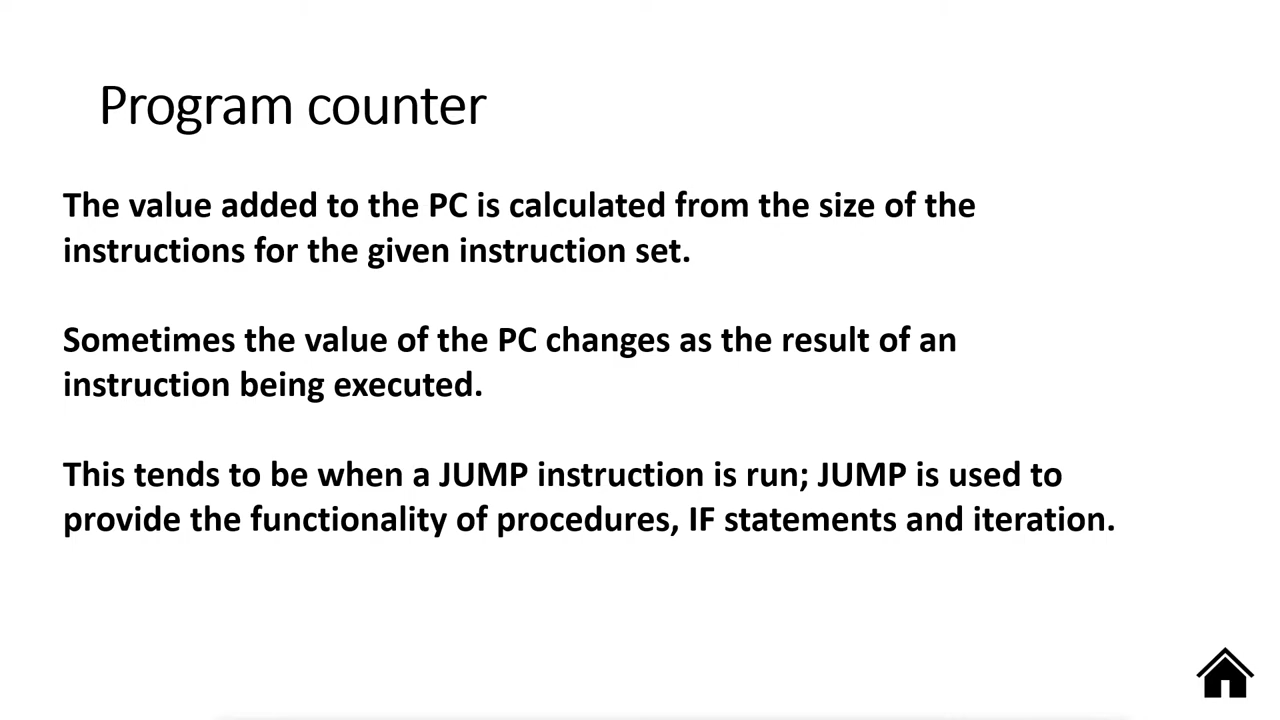 Program counter
The value added to the PC is calculated from the size of the
instructions for the given instruction set.
Sometimes the value of the PC changes as the result of an
instruction being executed.
This tends to be when a JUMP instruction is run; JUMP is used to
provide the functionality of procedures, IF statements and iteration.